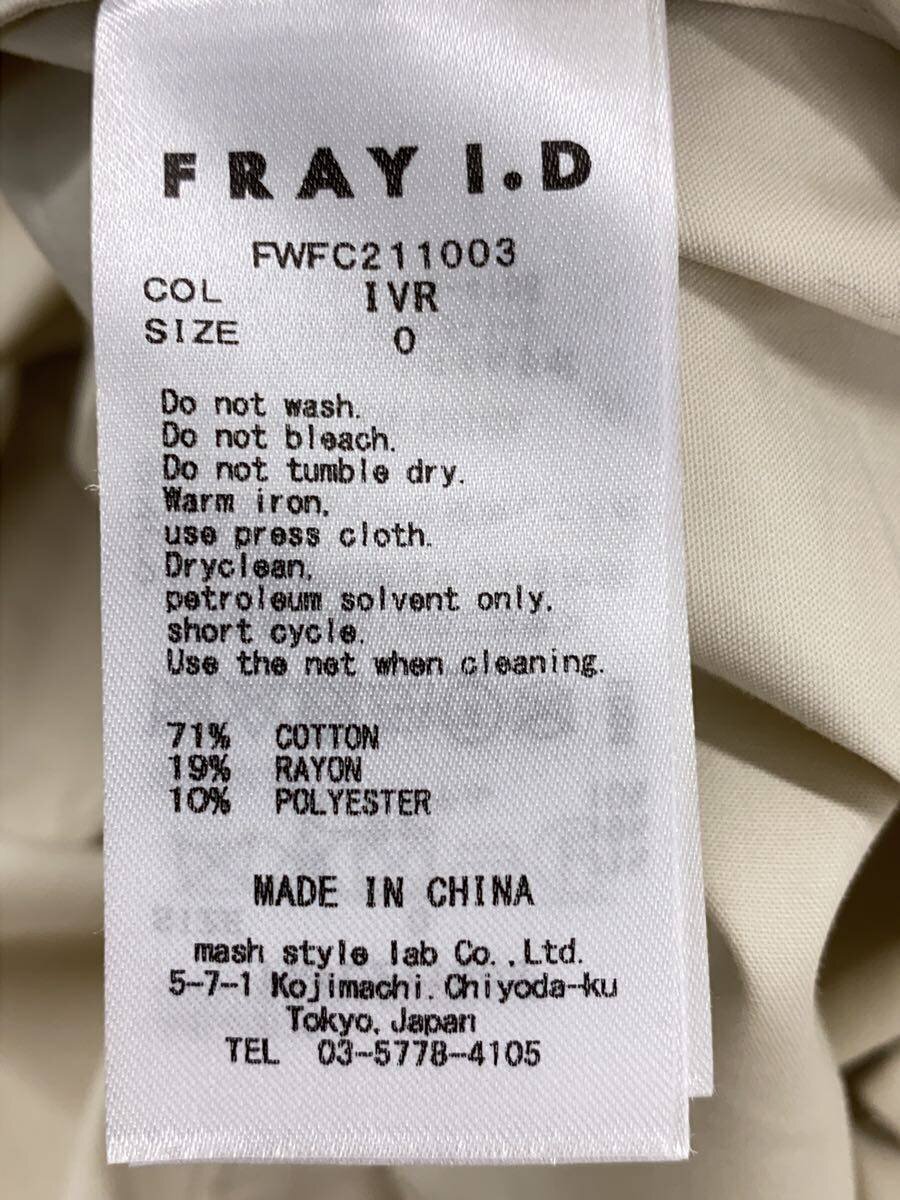 FRAY I.D
FWFC211003
COL IVR
SIZE 0
Do not wash.
Do not bleach.
Do not tumble dry.
Warm iron,
use press cloth.
Dryclean,
petroleum solvent only,
short cycle.
Use the net when cleaning.
71% COTTON
19% RAYON
10% POLYESTER
MADE IN CHINA
mash style lab Co.,Ltd.
5-7-1 Kojimachi.Chiyoda-ku
Tokyo, Japan
TEL 03-5778-4105